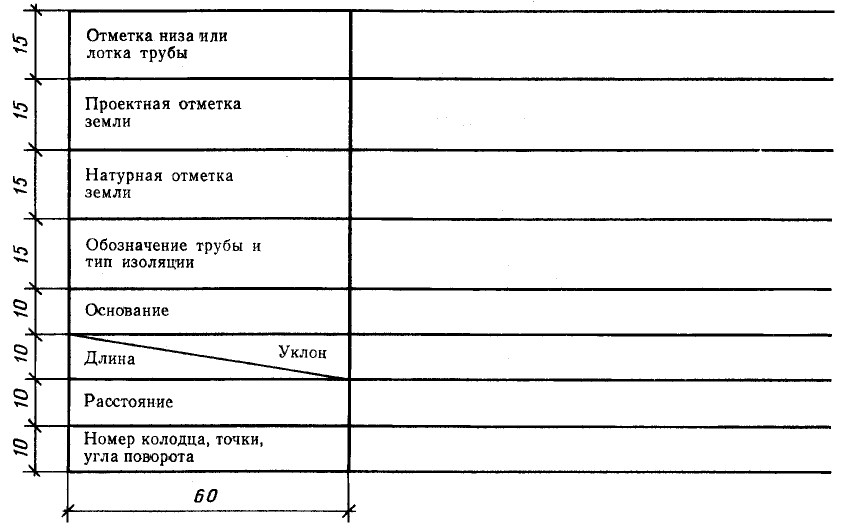 15
Отметка низа или
лотка трубы
15
Проектная отметка
земли
15
Натурная отметка
земли
15
Обозначение трубы и
тип изоляции
10
Основание
10
Уклон
Длина
10
Расстояние
10
Номер колодца, точки,
угла поворота
60